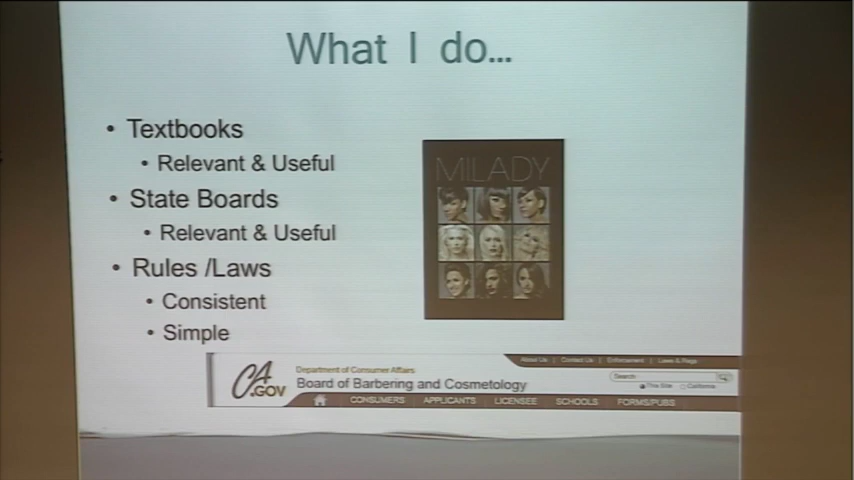 What I do...
• Textbooks
• Relevant & Useful
• State Boards
• Relevant & Useful
• Rules /Laws
• Consistent
• Simple
MILADY
About Us | Contact Us | Enforcement | Laws & Regs
CA.GOV
Department of Consumer Affairs
Board of Barbering and Cosmetology
Search
This Site California
CONSUMERS APPLICANTS LICENSEE SCHOOLS FORMS/PUBS